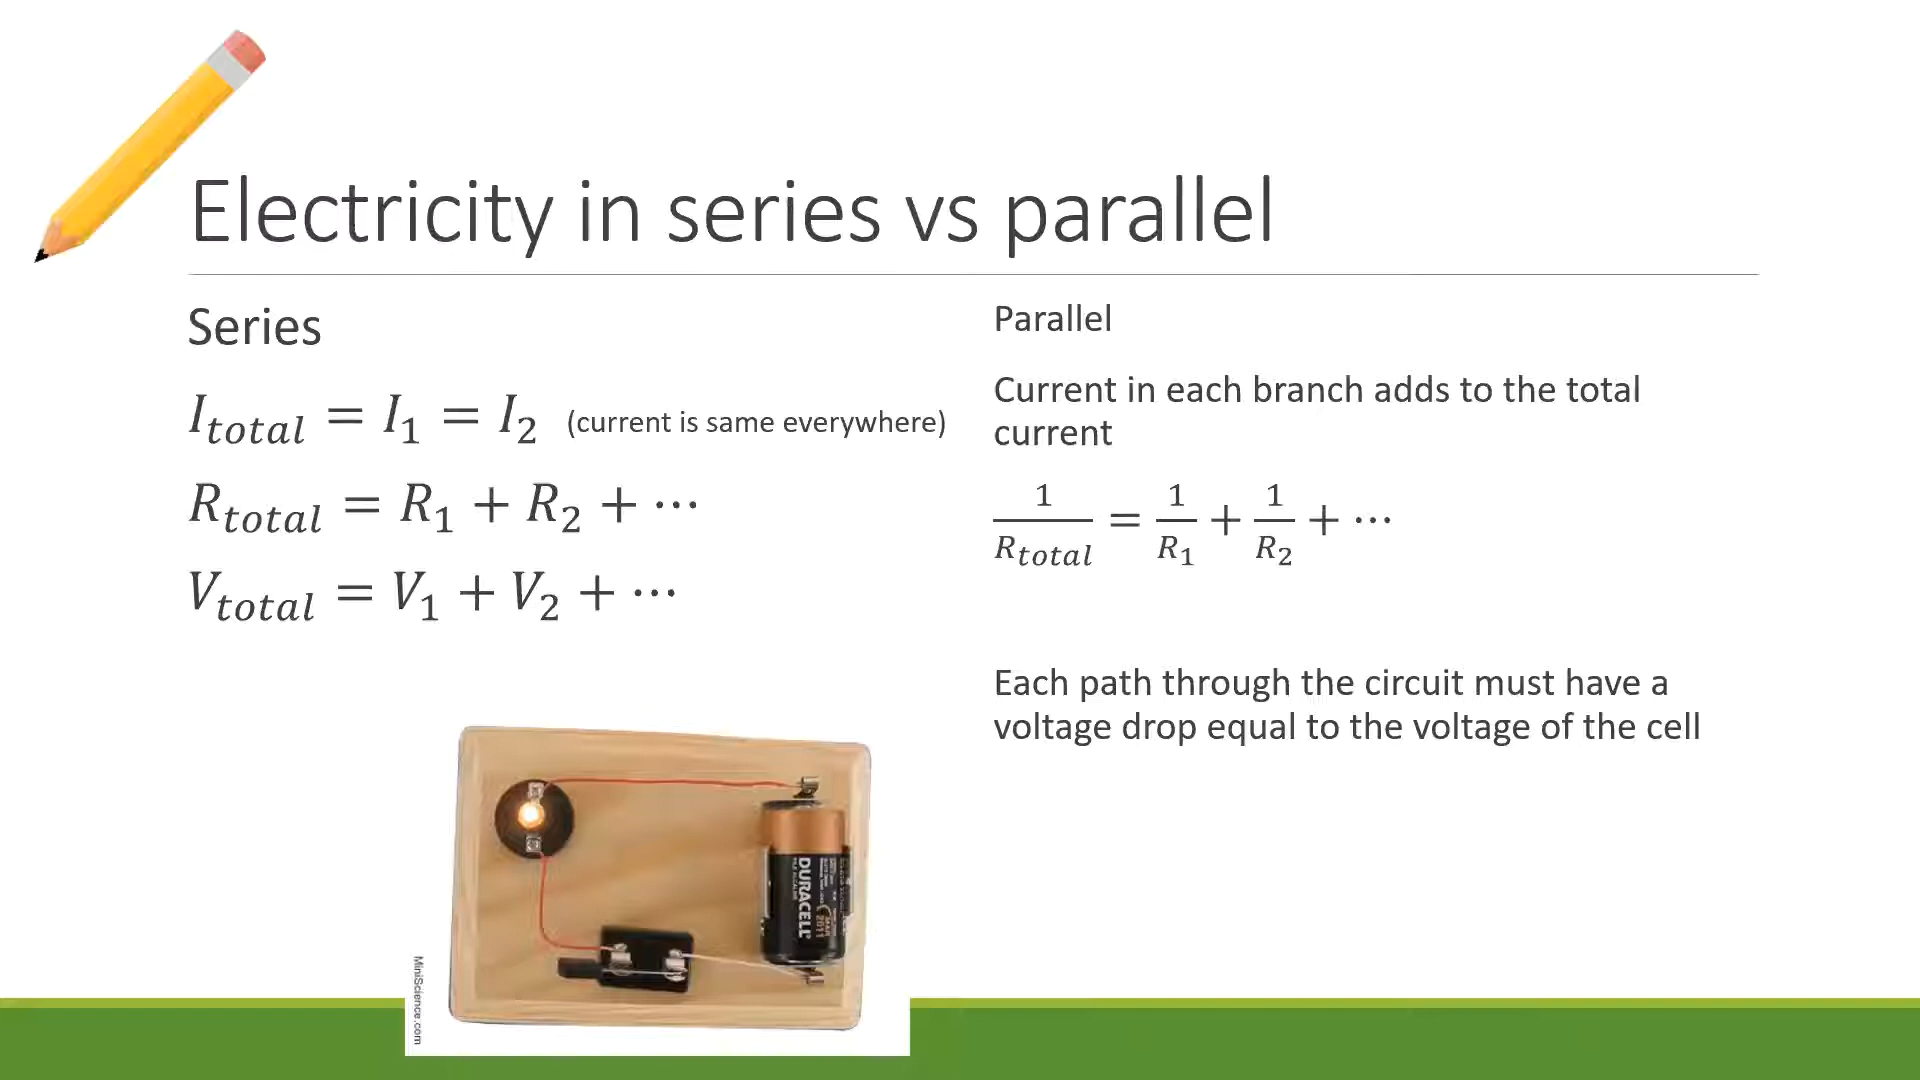 Electricity in series vs parallel
Series
I_total = I_1 = I_2 (current is same everywhere)
R_total = R_1 + R_2 + ⋯
V_total = V_1 + V_2 + ⋯
Parallel
Current in each branch adds to the total
current
1/R_total = 1/R_1 + 1/R_2 + ⋯
Each path through the circuit must have a
voltage drop equal to the voltage of the cell
DURACELL
MAR 2011
MiniScience.com